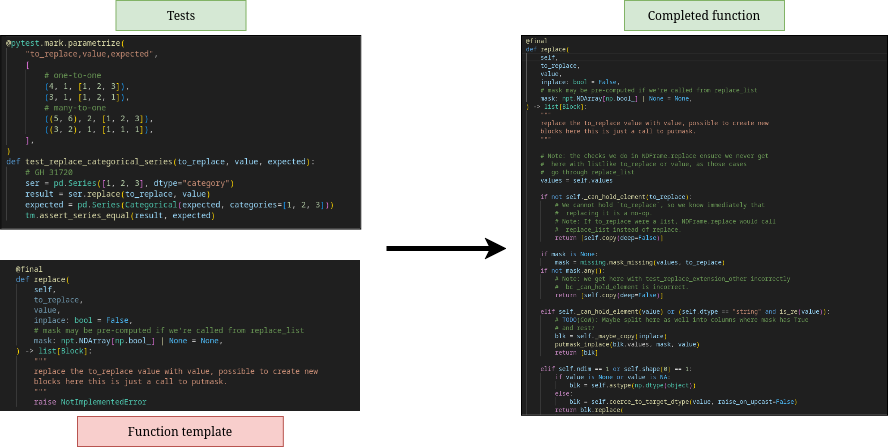 Tests
@pytest.mark.parametrize(
    "to_replace,value,expected",
    [
        # one-to-one
        (4, 1, [1, 2, 3]),
        (3, 1, [1, 2, 1]),
        # many-to-one
        ((5, 6), 2, [1, 2, 3]),
        ((3, 2), 1, [1, 1, 1]),
    ],
)
def test_replace_categorical_series(to_replace, value, expected):
    # GH 31720
    ser = pd.Series([1, 2, 3], dtype="category")
    result = ser.replace(to_replace, value)
    expected = pd.Series(Categorical(expected, categories=[1, 2, 3]))
    tm.assert_series_equal(result, expected)
@final
def replace(
    self,
    to_replace,
    value,
    inplace: bool = False,
    # mask may be pre-computed if we're called from replace_list
    mask: npt.NDArray[np.bool_] | None = None,
) -> list[Block]:
    """
    replace the to_replace value with value, possible to create new
    blocks here this is just a call to putmask.
    """
    raise NotImplementedError
Function template
Completed function
@final
def replace(
    self,
    to_replace,
    value,
    inplace: bool = False,
    # mask may be pre-computed if we're called from replace_list
    mask: npt.NDArray[np.bool_] | None = None,
) -> list[Block]:
    """
    replace the to_replace value with value, possible to create new
    blocks here this is just a call to putmask.
    """
    # Note: the checks we do in NDFrame.replace ensure we never get
    #  here with listlike to_replace or value, as those cases
    #  go through replace_list
    values = self.values
    if not self._can_hold_element(to_replace):
        # We cannot hold `to_replace`, so we know immediately that
        #  replacing it is a no-op.
        # Note: If to_replace were a list, NDFrame.replace would call
        #  replace_list instead of replace.
        return [self.copy(deep=False)]
    if mask is None:
        mask = missing.mask_missing(values, to_replace)
    if not mask.any():
        # Note: we get here with test_replace_extension_other incorrectly
        #  bc _can_hold_element is incorrect.
        return [self.copy(deep=False)]
    elif self._can_hold_element(value) or (self.dtype == "string" and is_re(value)):
        # TODO(CoW): Maybe split here as well into columns where mask has True
        # and rest?
        blk = self._maybe_copy(inplace)
        putmask_inplace(blk.values, mask, value)
        return [blk]
    elif self.ndim == 1 or self.shape[0] == 1:
        if value is None or value is NA:
            blk = self.astype(np.dtype(object))
        else:
            blk = self.coerce_to_target_dtype(value, raise_on_upcast=False)
        return blk.replace(